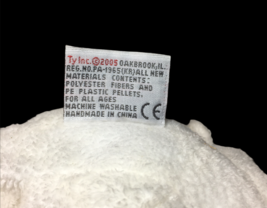 Ty Inc.©2005 OAKBROOK,IL.
REG.NO.PA-1965(KR)ALL NEW
MATERIALS CONTENTS:
POLYESTER FIBERS AND
PE PLASTIC PELLETS.
FOR ALL AGES
MACHINE WASHABLE
HANDMADE IN CHINA CE